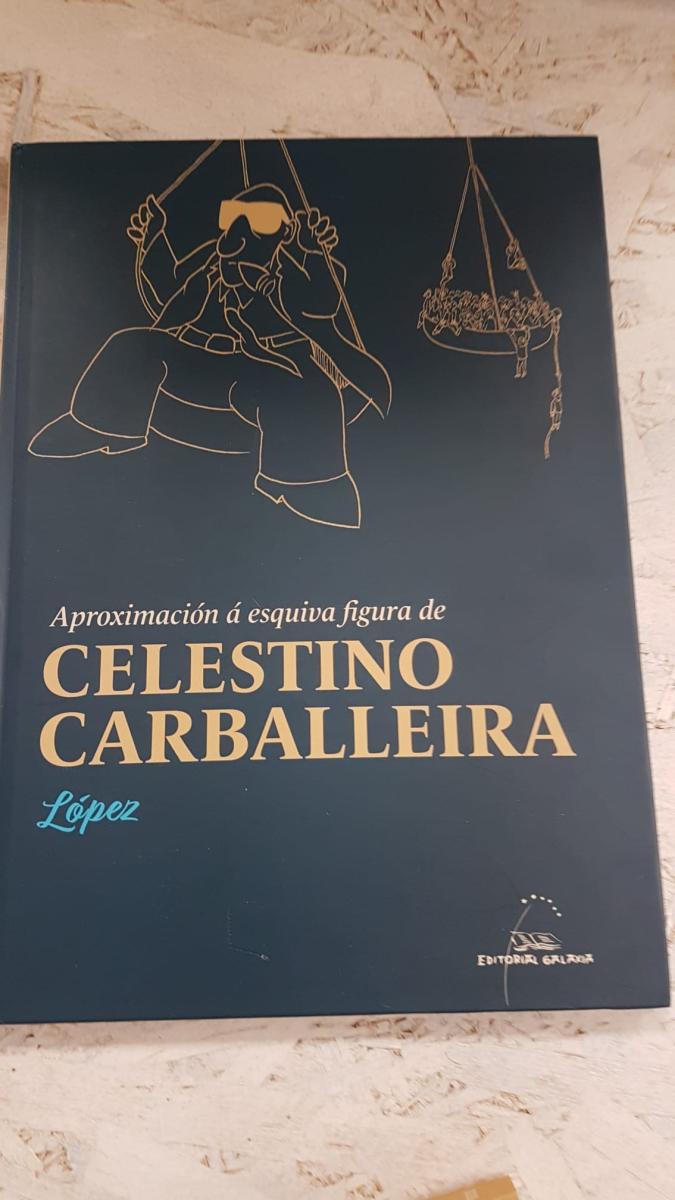 Aproximación á esquiva figura de
CELESTINO
CARBALLEIRA
López
EDITORIAL GALAXIA